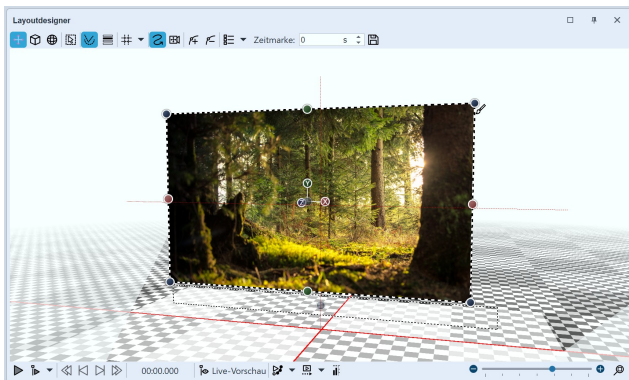 Layoutdesigner
Zeitmarke: 0 s
Y
Z X
00:00.000 Live-Vorschau